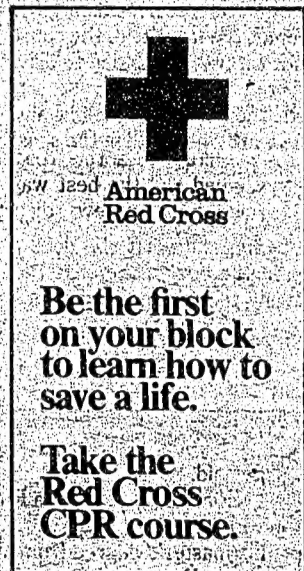 American
Red Cross
Be the first
on your block
to learn how to
save a life.
Take the
Red Cross
CPR course.